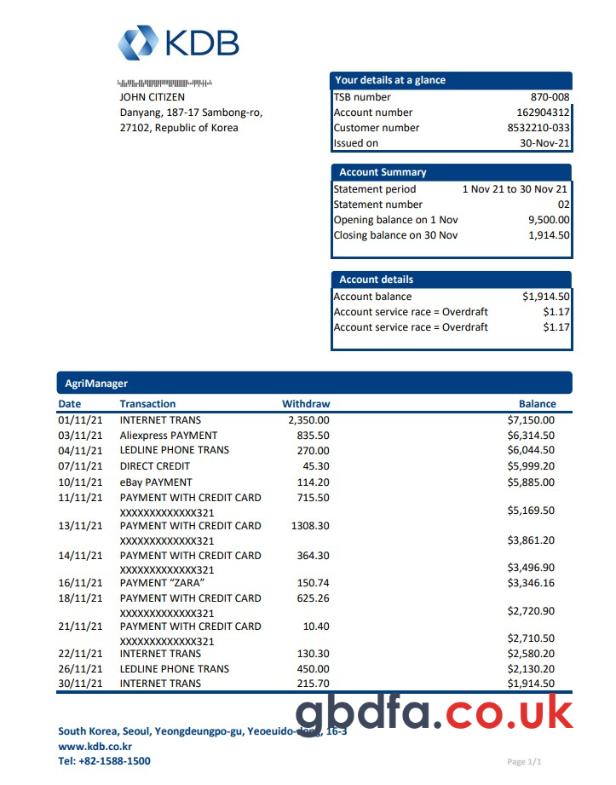 KDB
JOHN CITIZEN
Danyang, 187-17 Sambong-ro,
27102, Republic of Korea
Your details at a glance
TSB number 870-008
Account number 162904312
Customer number 8532210-033
Issued on 30-Nov-21
Account Summary
Statement period 1 Nov 21 to 30 Nov 21
Statement number 02
Opening balance on 1 Nov 9,500.00
Closing balance on 30 Nov 1,914.50
Account details
Account balance $1,914.50
Account service race = Overdraft $1.17
Account service race = Overdraft $1.17
AgriManager
Date Transaction Withdraw Balance
01/11/21 INTERNET TRANS 2,350.00 $7,150.00
03/11/21 Aliexpress PAYMENT 835.50 $6,314.50
04/11/21 LEDLINE PHONE TRANS 270.00 $6,044.50
07/11/21 DIRECT CREDIT 45.30 $5,999.20
10/11/21 eBay PAYMENT 114.20 $5,885.00
11/11/21 PAYMENT WITH CREDIT CARD 715.50
XXXXXXXXXXXXX321 $5,169.50
13/11/21 PAYMENT WITH CREDIT CARD 1308.30
XXXXXXXXXXXXX321 $3,861.20
14/11/21 PAYMENT WITH CREDIT CARD 364.30
XXXXXXXXXXXXX321 $3,496.90
16/11/21 PAYMENT “ZARA” 150.74 $3,346.16
18/11/21 PAYMENT WITH CREDIT CARD 625.26
XXXXXXXXXXXXX321 $2,720.90
21/11/21 PAYMENT WITH CREDIT CARD 10.40
XXXXXXXXXXXXX321 $2,710.50
22/11/21 INTERNET TRANS 130.30 $2,580.20
26/11/21 LEDLINE PHONE TRANS 450.00 $2,130.20
30/11/21 INTERNET TRANS 215.70 $1,914.50
gbdfa.co.uk
South Korea, Seoul, Yeongdeungpo-gu, Yeoeuido-dong, 16-3
www.kdb.co.kr
Tel: +82-1588-1500
Page 1/1